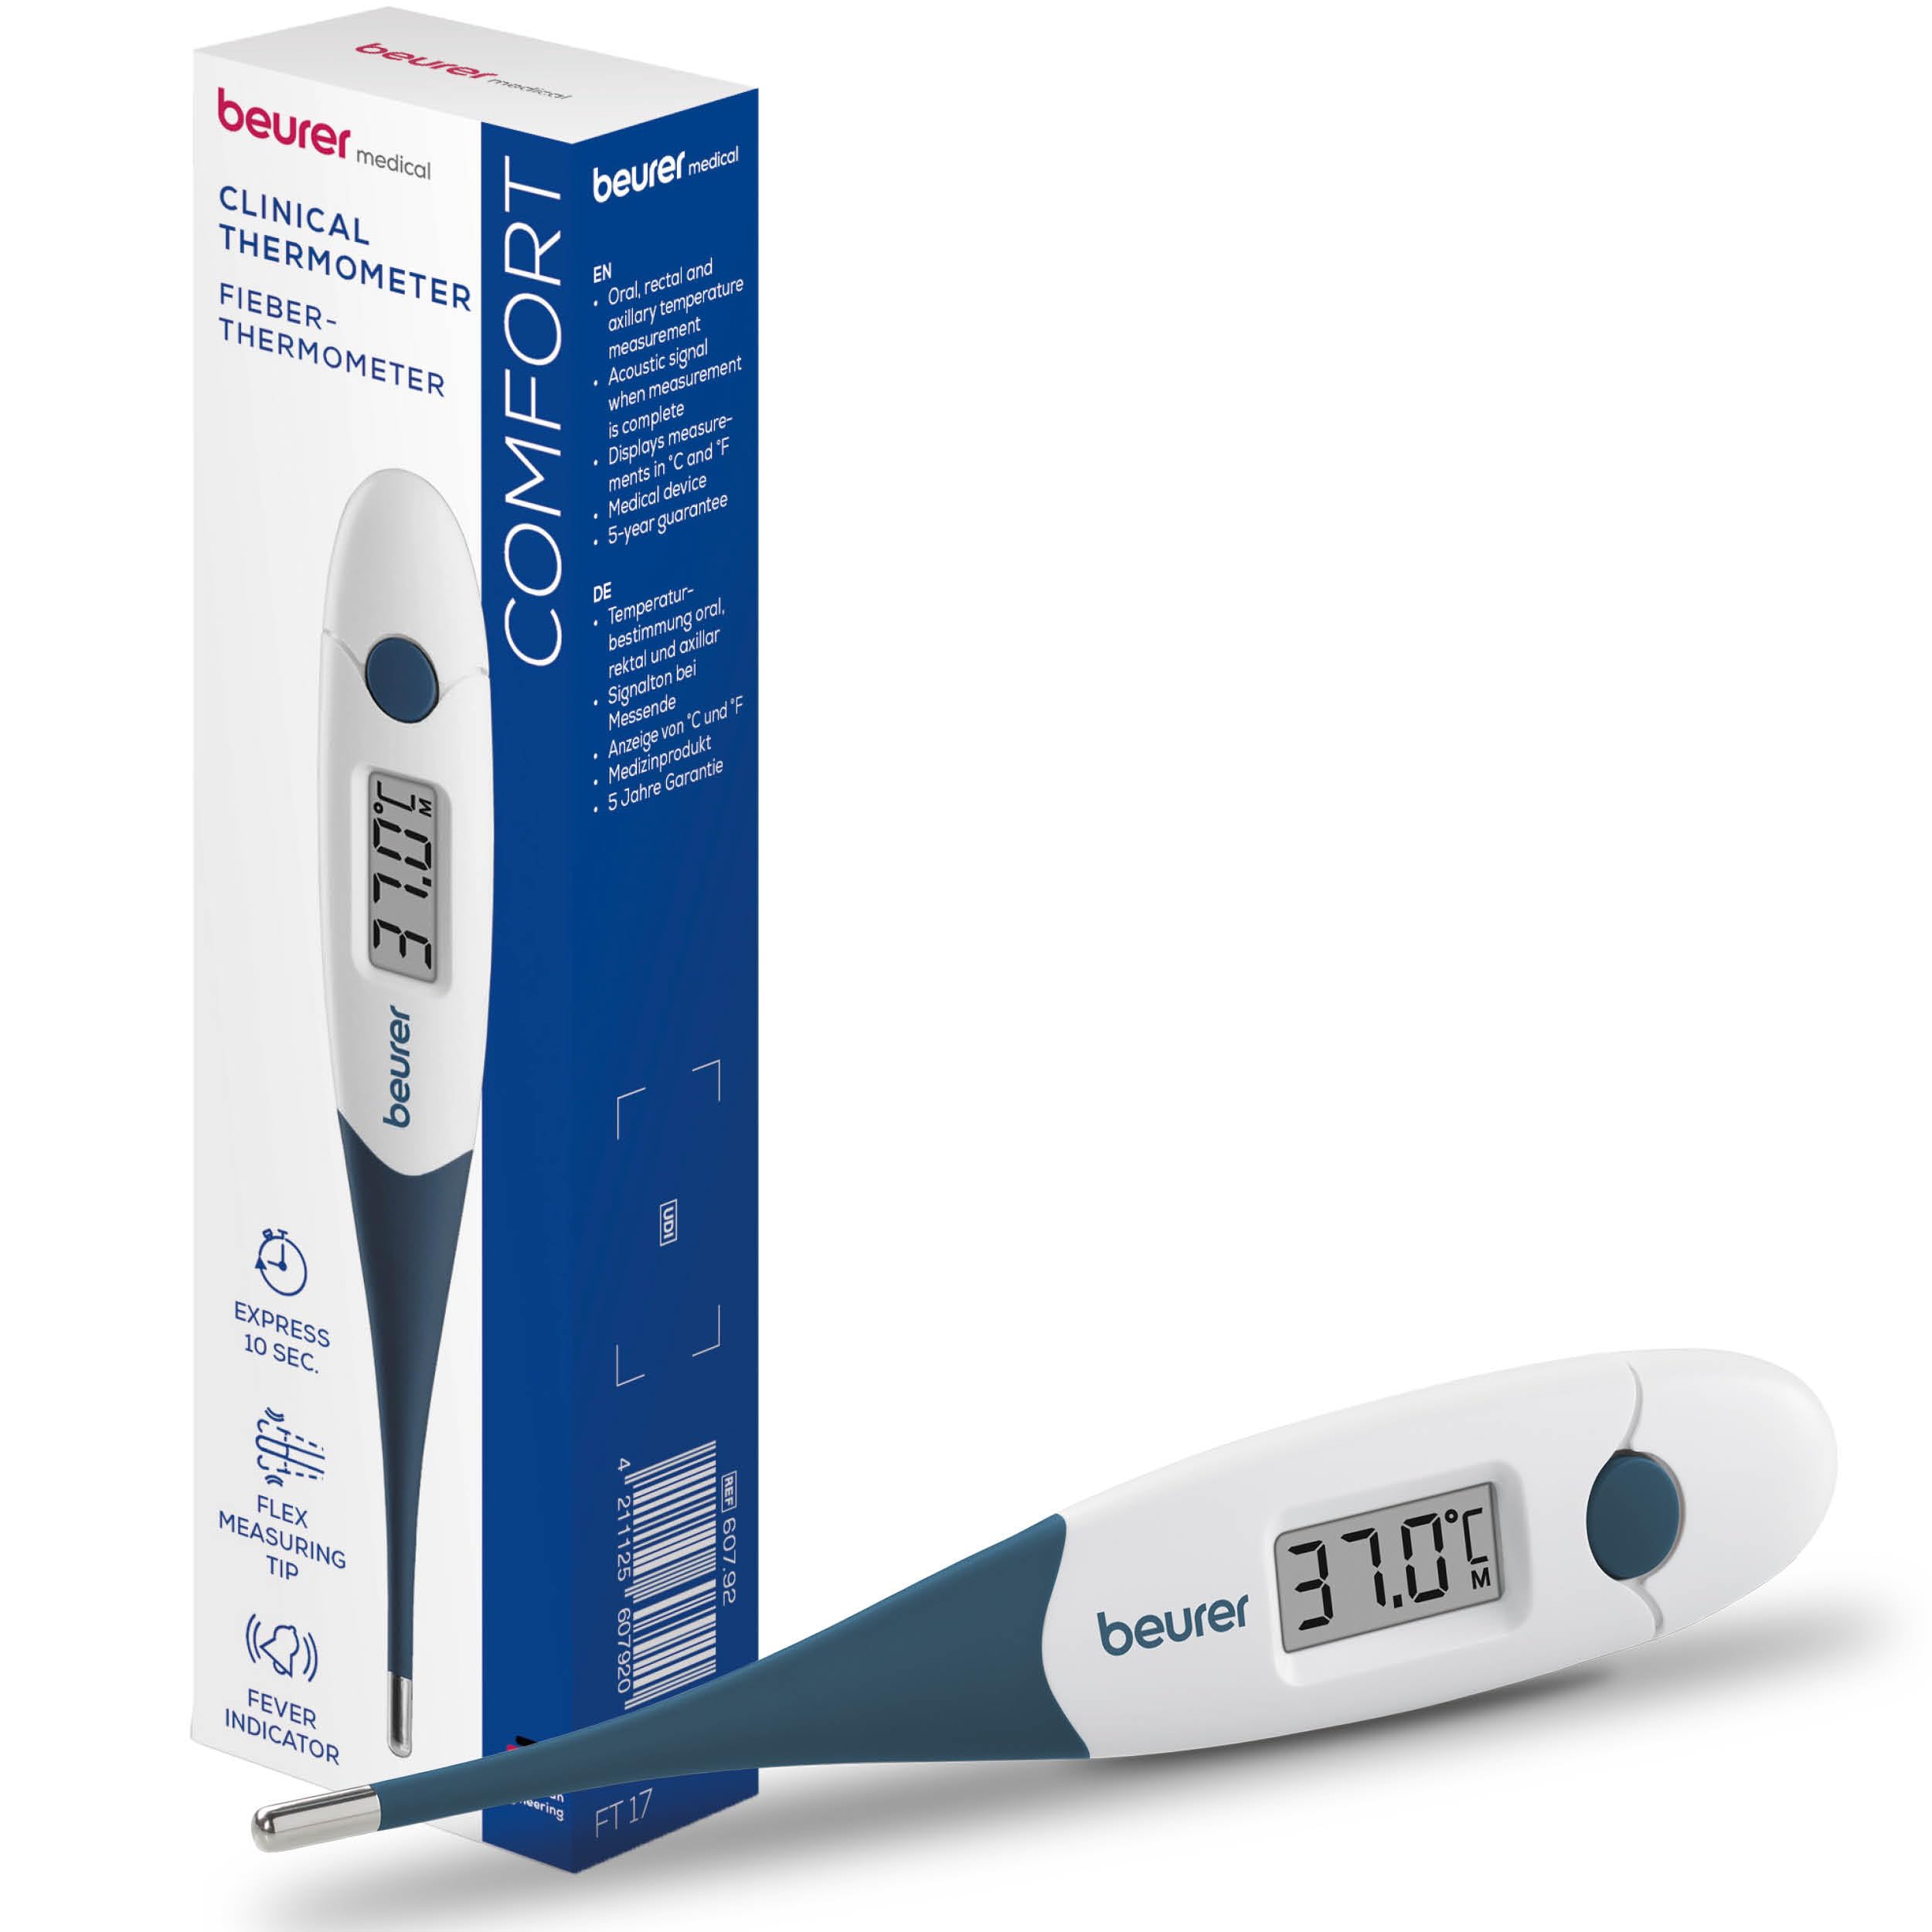 beurer medical
beurer medical
CLINICAL
THERMOMETER
FIEBER-
THERMOMETER
37.0°C
M
beurer
EXPRESS
10 SEC.
FLEX
MEASURING
TIP
FEVER
INDICATOR
COMFORT
beurer medical
EN
• Oral, rectal and
axillary temperature
measurement
• Acoustic signal
when measurement
is complete
• Displays measure-
ments in °C and °F
• Medical device
• 5-year guarantee
DE
• Temperatur-
bestimmung oral,
rektal und axillar
• Signalton bei
Messende
• Anzeige von °C und °F
• Medizinprodukt
• 5 Jahre Garantie
UDI
REF 607.92
4 211125 607920
FT 17
beurer
37.0°C
M